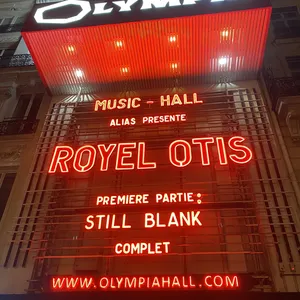 OLYMPIA
MUSIC - HALL
ALIAS PRESENTE
ROYEL OTIS
PREMIERE PARTIE :
STILL BLANK
COMPLET
WWW.OLYMPIAHALL.COM